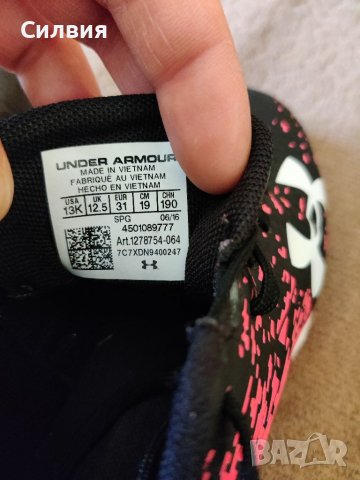 Силвия
UNDER ARMOUR
MADE IN VIETNAM
FABRIQUÉ AU VIETNAM
HECHO EN VIETNAM
USA UK EUR CM CHN
13K 12.5 31 19 190
SPG 06/16
4501089777
Art.1278754-064
7C7XDN9400247
BAZAR